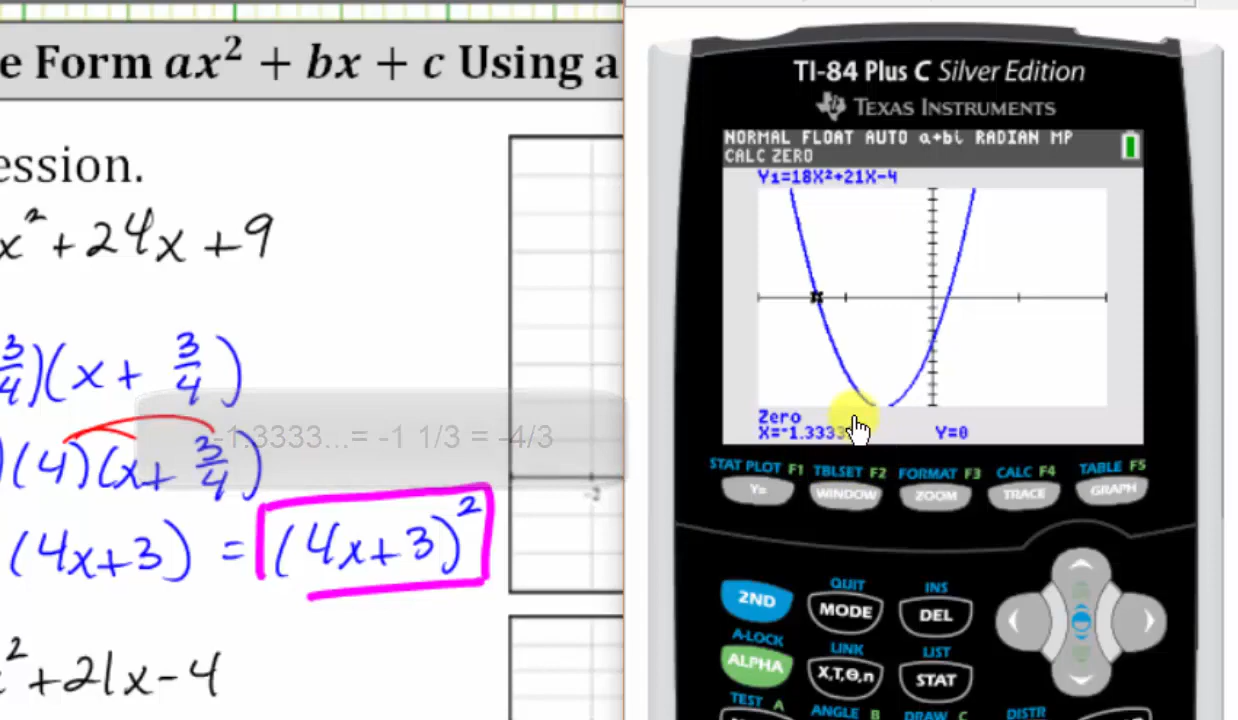 e Form ax² + bx + c Using a
ession.
x² + 24x + 9
3/4)(x + 3/4)
)(4)(x + 3/4)
(4x+3) = (4x+3)²
² + 21x - 4
-1.3333...= -1 1/3 = -4/3
-2
TI-84 Plus C Silver Edition
TEXAS INSTRUMENTS
NORMAL FLOAT AUTO a+bi RADIAN MP
CALC ZERO
Y1=18X²+21X-4
Zero
X=-1.3333 Y=0
STAT PLOT F1 TBLSET F2 FORMAT F3 CALC F4 TABLE F5
Y= WINDOW ZOOM TRACE GRAPH
QUIT INS
2ND MODE DEL
A-LOCK LINK LIST
ALPHA X,T,Θ,n STAT
TEST A ANGLE B DRAW C DISTR